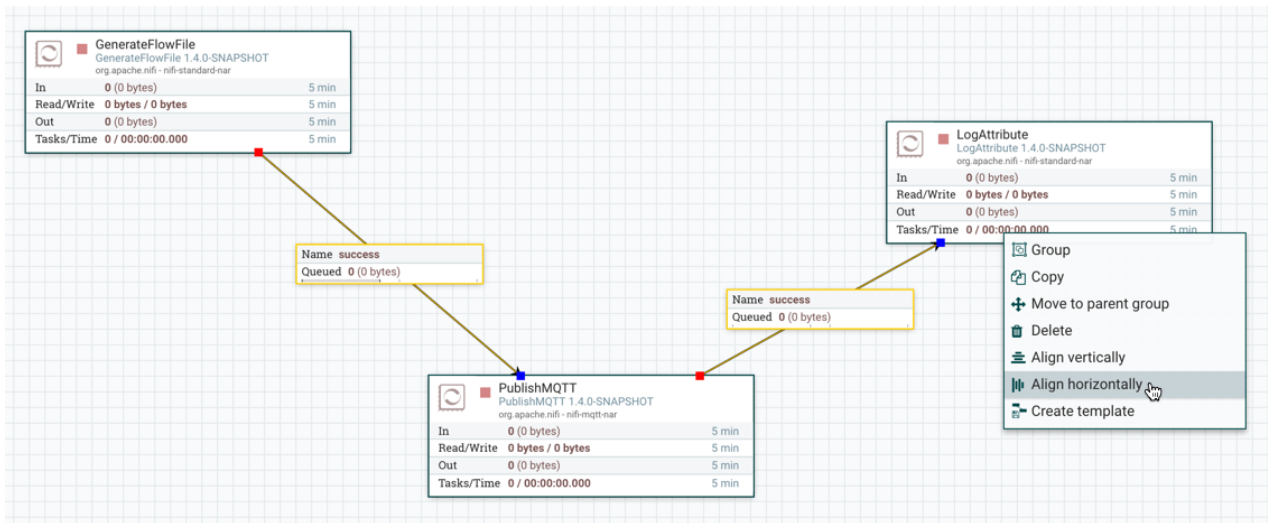 GenerateFlowFile
GenerateFlowFile 1.4.0-SNAPSHOT
org.apache.nifi - nifi-standard-nar
In 0 (0 bytes) 5 min
Read/Write 0 bytes / 0 bytes 5 min
Out 0 (0 bytes) 5 min
Tasks/Time 0 / 00:00:00.000 5 min
Name success
Queued 0 (0 bytes)
PublishMQTT
PublishMQTT 1.4.0-SNAPSHOT
org.apache.nifi - nifi-mqtt-nar
In 0 (0 bytes) 5 min
Read/Write 0 bytes / 0 bytes 5 min
Out 0 (0 bytes) 5 min
Tasks/Time 0 / 00:00:00.000 5 min
Name success
Queued 0 (0 bytes)
LogAttribute
LogAttribute 1.4.0-SNAPSHOT
org.apache.nifi - nifi-standard-nar
In 0 (0 bytes) 5 min
Read/Write 0 bytes / 0 bytes 5 min
Out 0 (0 bytes) 5 min
Tasks/Time 0 / 00:00:00.000 5 min
Group
Copy
Move to parent group
Delete
Align vertically
Align horizontally
Create template